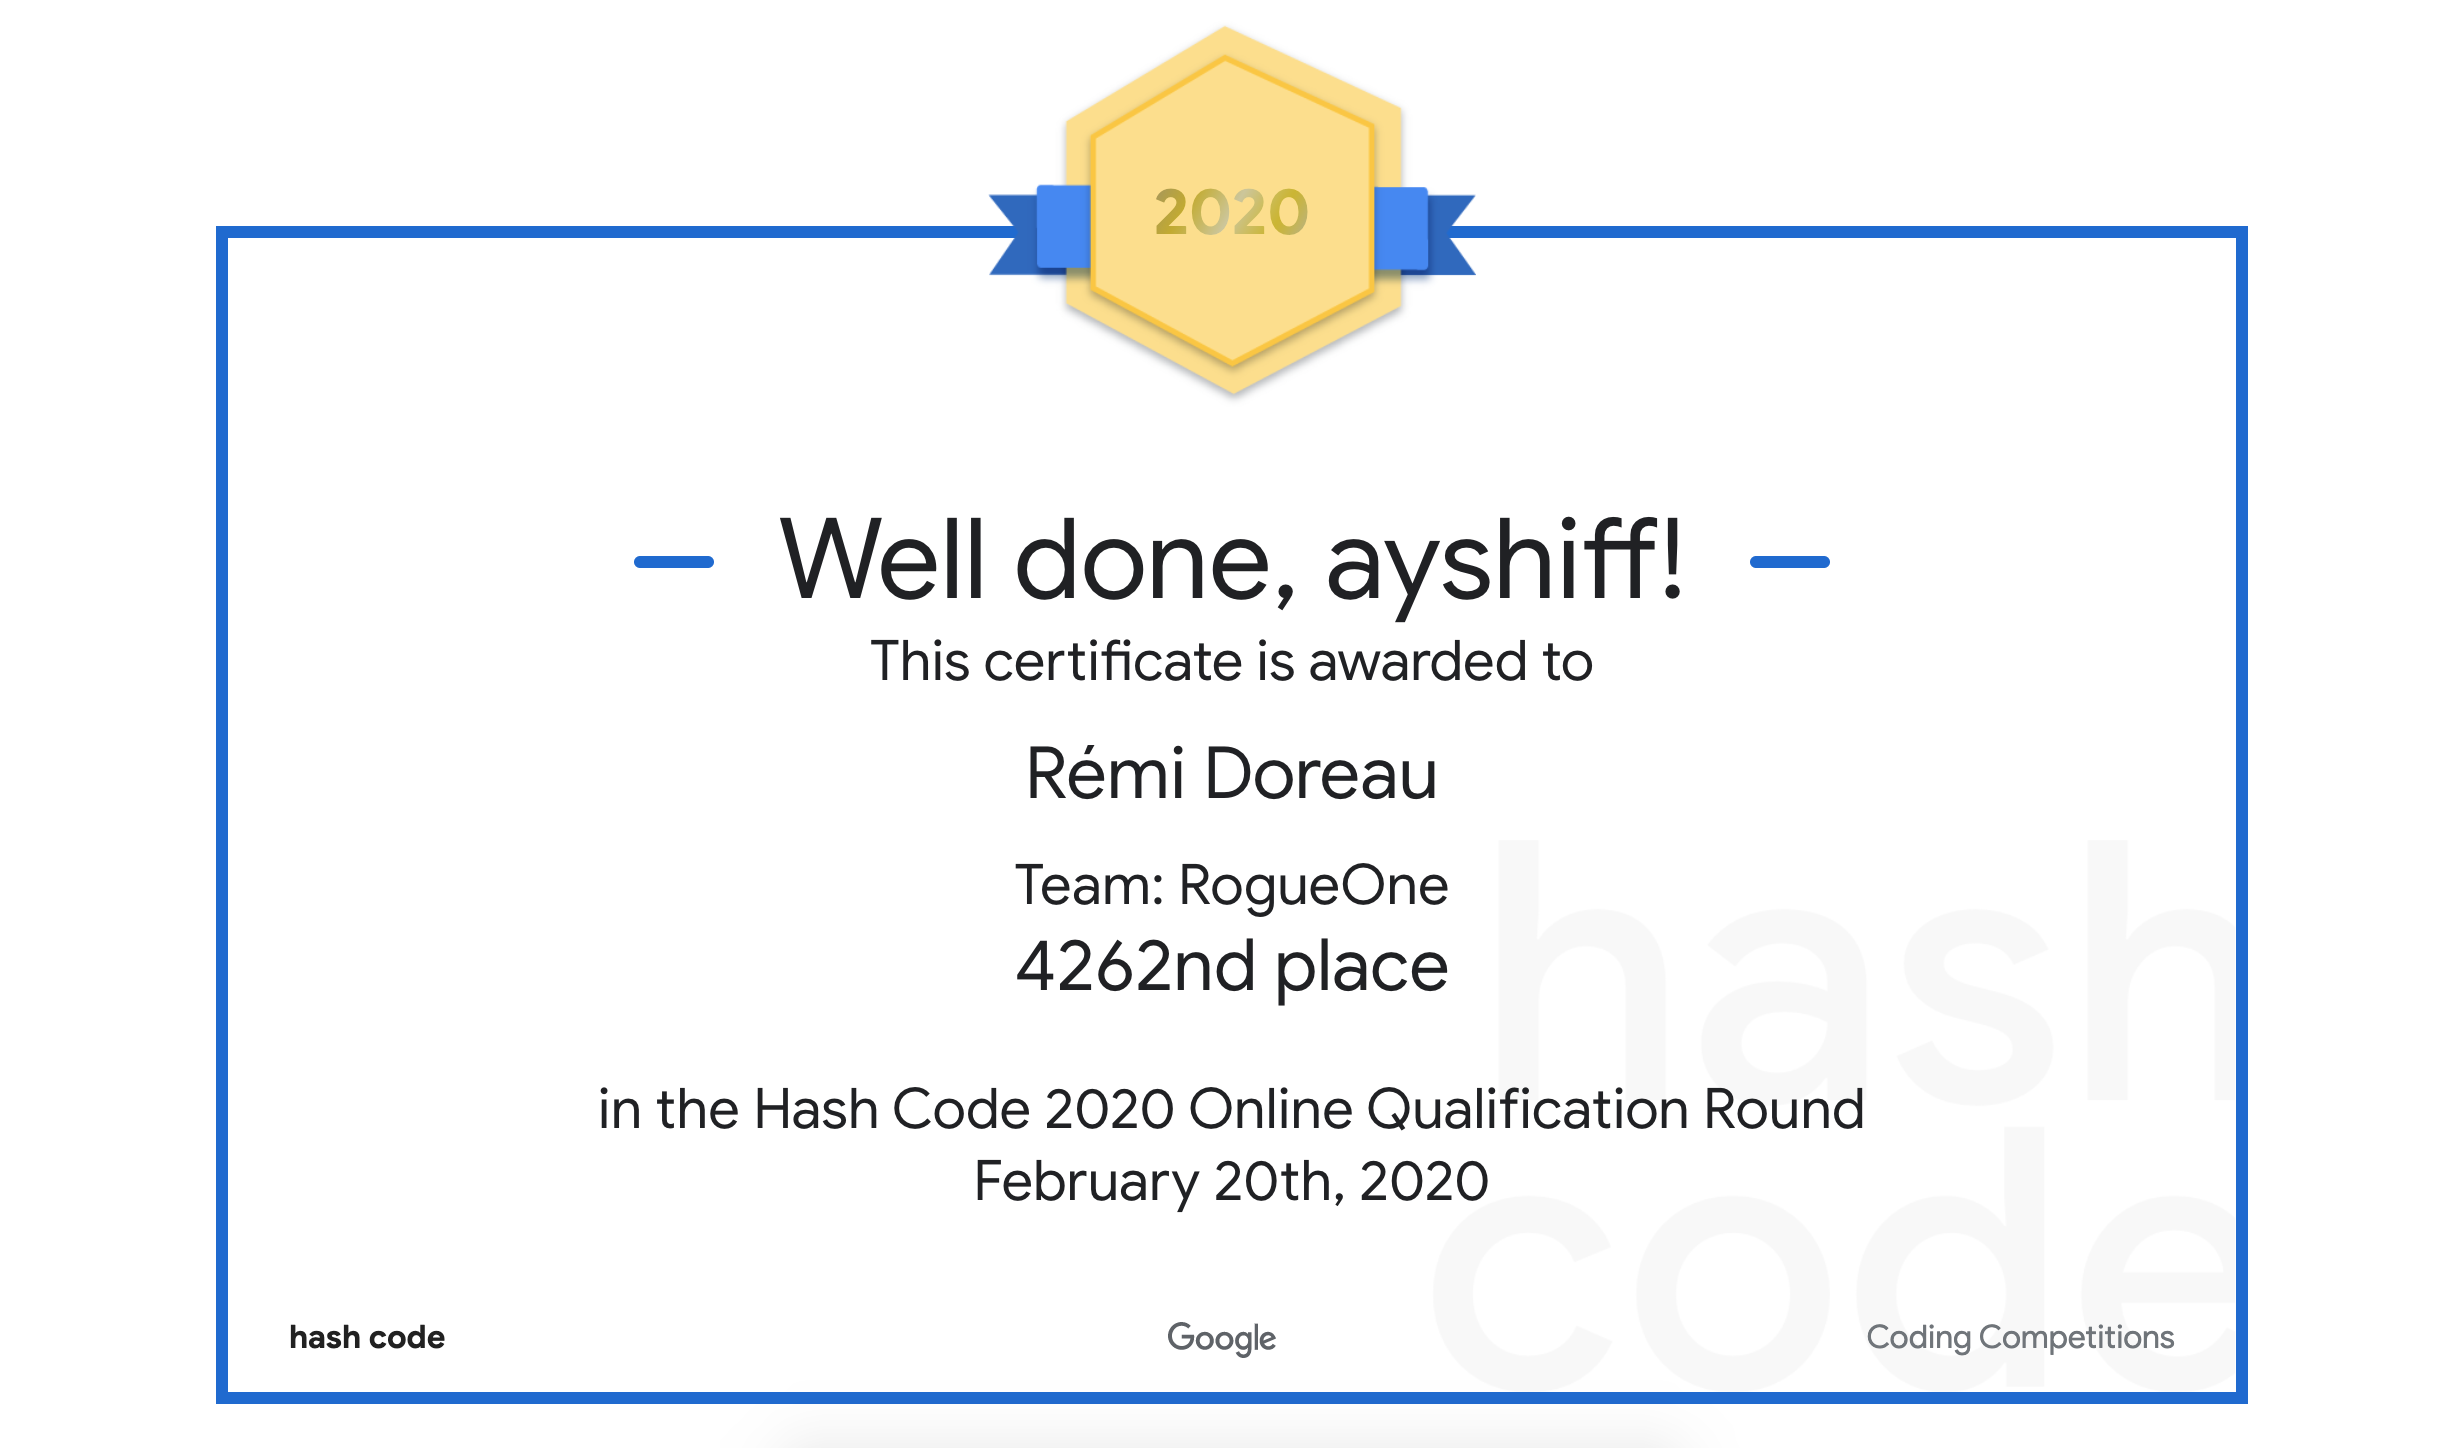 2020
Well done, ayshiff!
This certificate is awarded to
Rémi Doreau
Team: RogueOne
4262nd place
in the Hash Code 2020 Online Qualification Round
February 20th, 2020
hash
code
hash code
Google
Coding Competitions